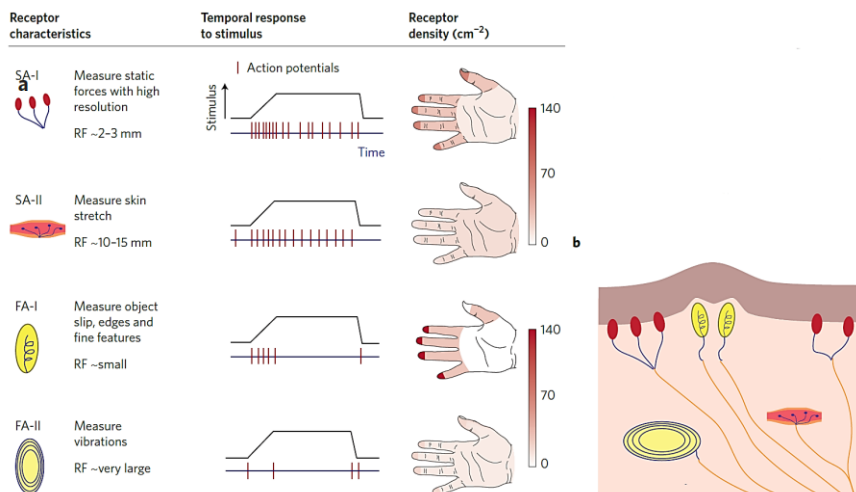 Receptor characteristics
Temporal response to stimulus
Receptor density (cm⁻²)
SA-I
a
Measure static
forces with high
resolution
RF ~2–3 mm
Action potentials
Stimulus
Time
140
70
0
SA-II
Measure skin
stretch
RF ~10–15 mm
b
FA-I
Measure object
slip, edges and
fine features
RF ~small
140
70
0
FA-II
Measure
vibrations
RF ~very large